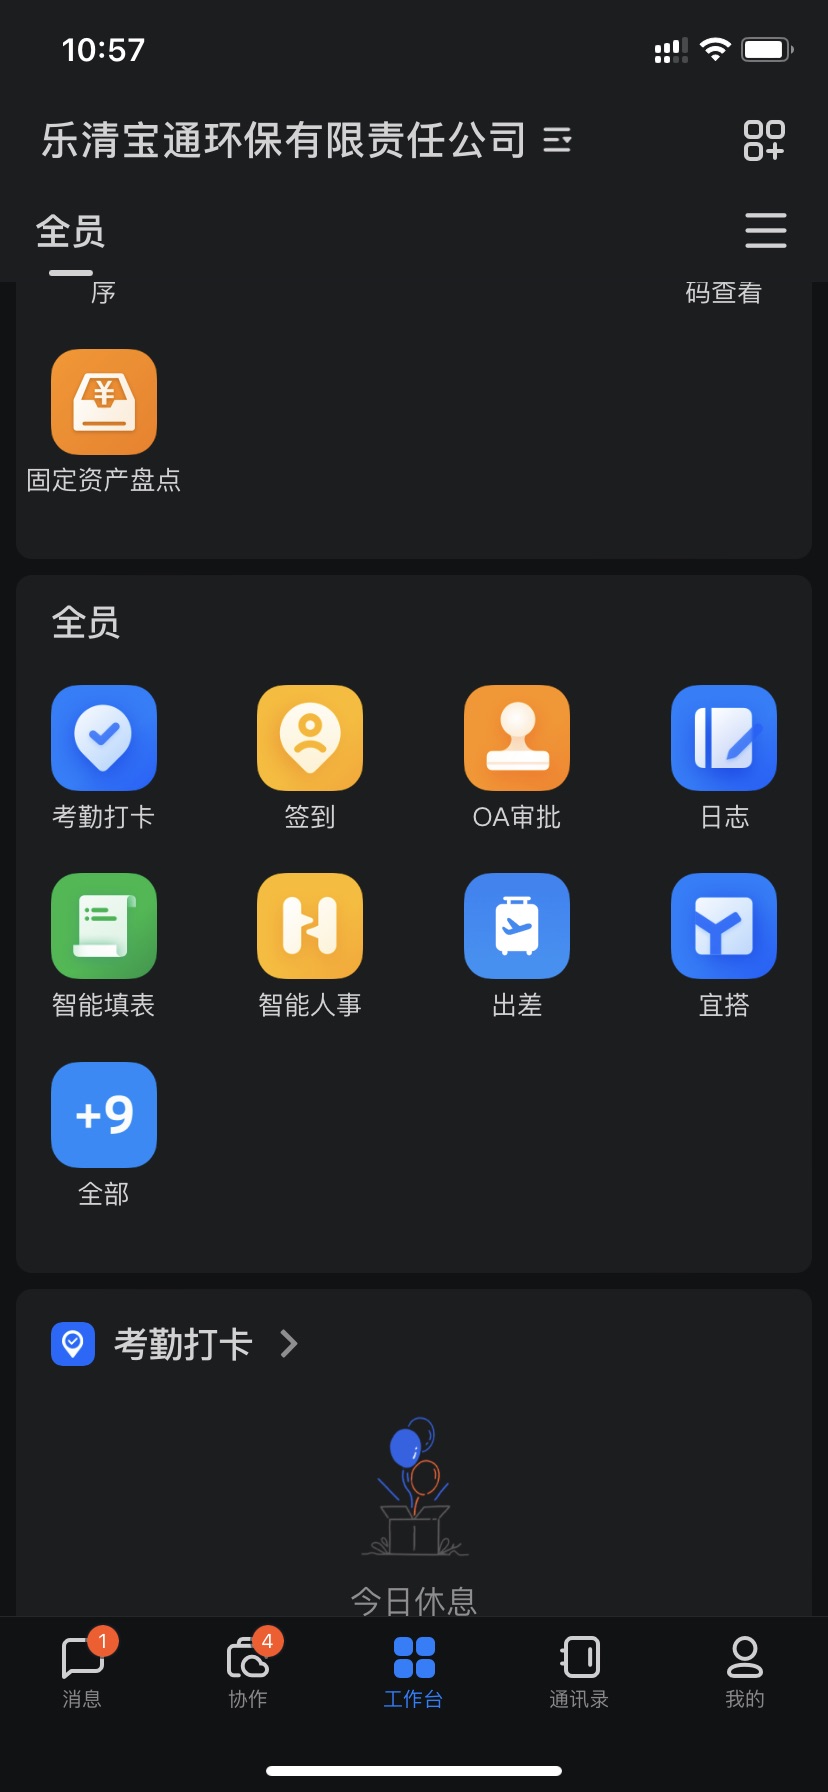 10:57
乐清宝通环保有限责任公司
全员
序
码查看
¥
固定资产盘点
全员
考勤打卡
签到
OA审批
日志
智能填表
智能人事
出差
宜搭
+9
全部
考勤打卡
今日休息
1
4
消息
协作
工作台
通讯录
我的